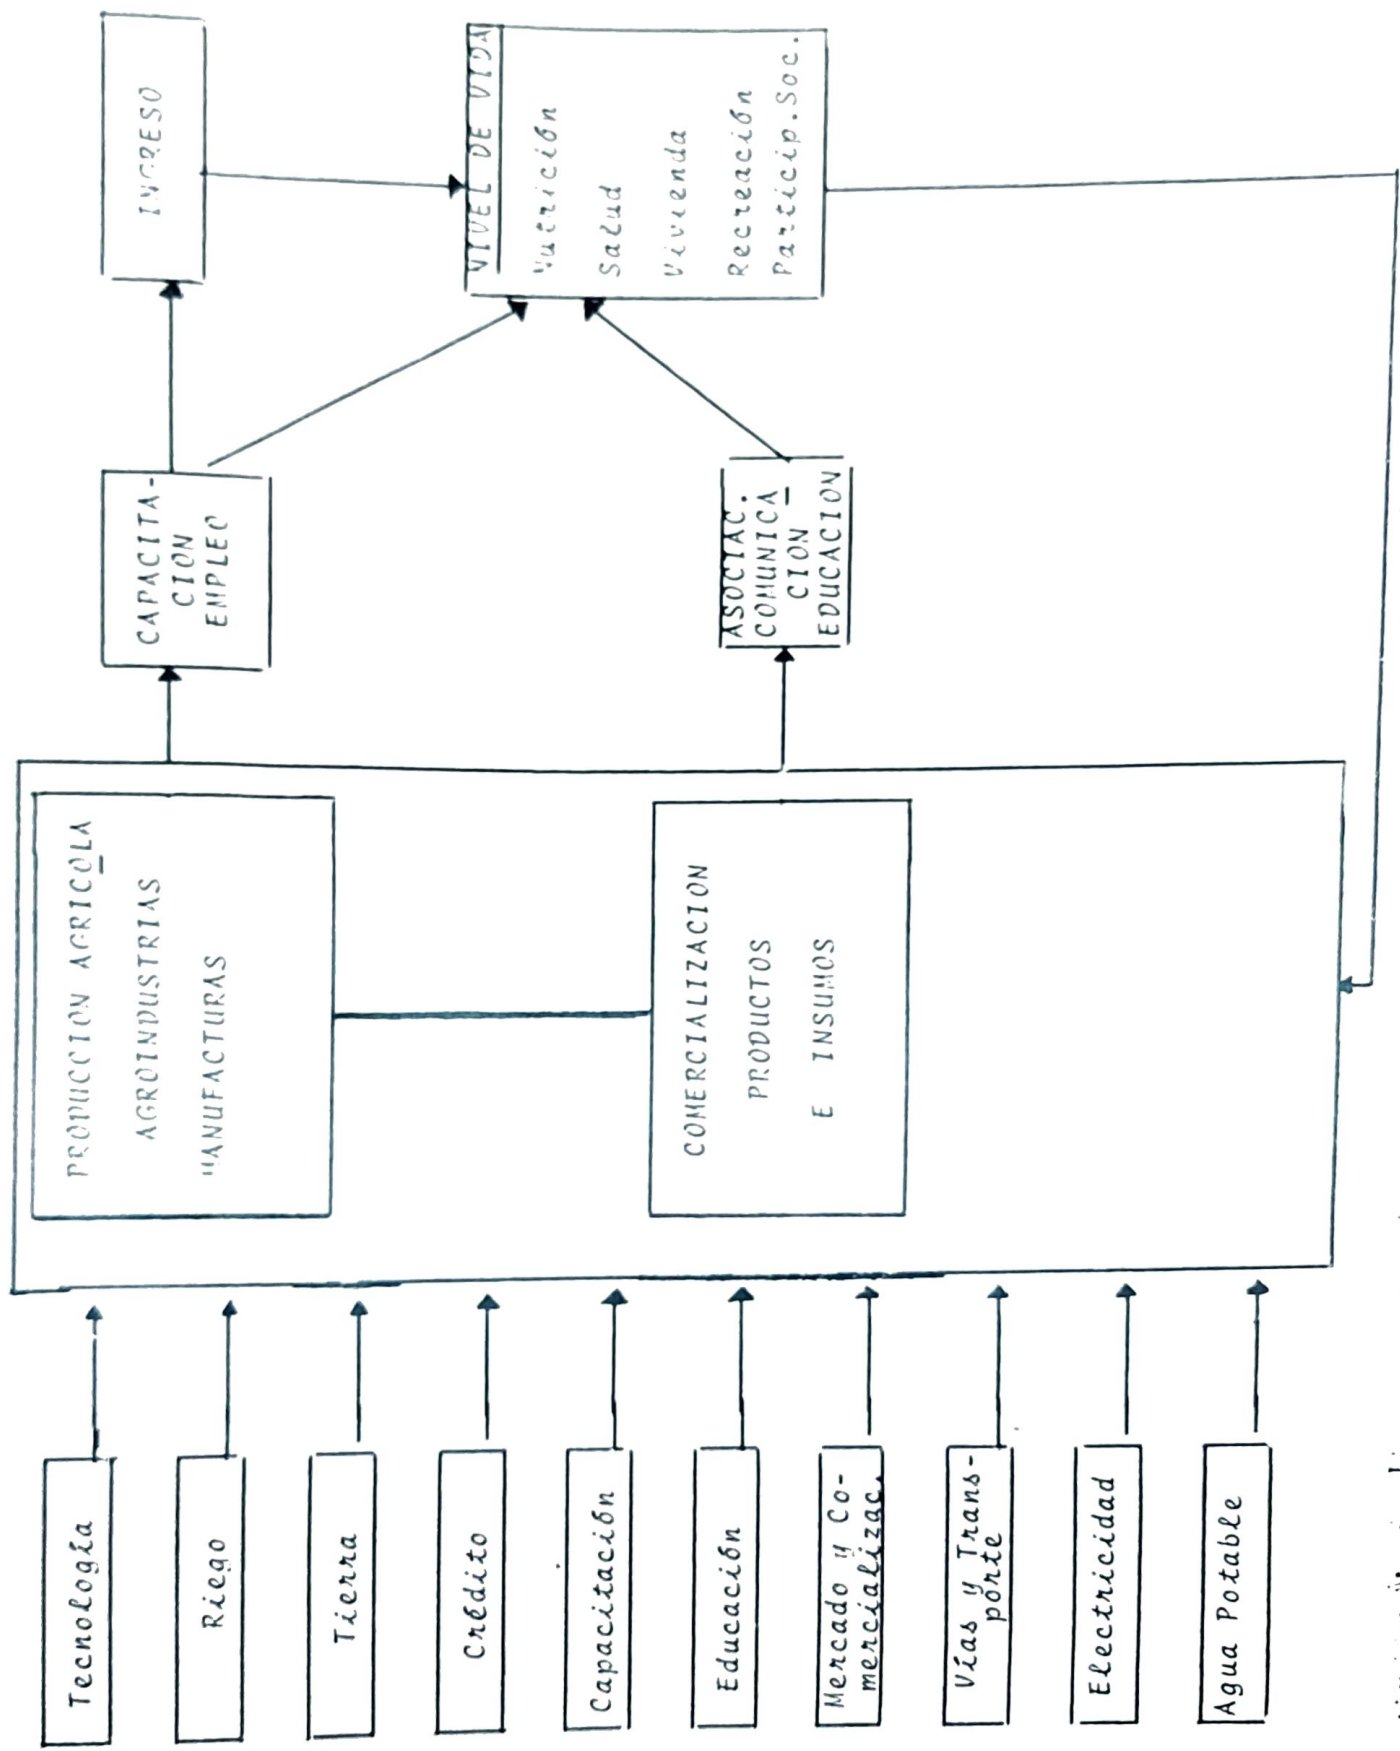 Tecnología
Riego
Tierra
Crédito
Capacitación
Educación
Mercado y Co-
mercializac.
Vías y Trans-
porte
Electricidad
Agua Potable
PRODUCCION AGRICOLA
AGROINDUSTRIAS
MANUFACTURAS
COMERCIALIZACION
PRODUCTOS
E INSUMOS
CAPACITA-
CION
EMPLEO
ASOCIAC.
COMUNICA
CION
EDUCACION
INGRESO
NIVEL DE VIDA
Nutrición
Salud
Vivienda
Recreación
Particip.Soc.